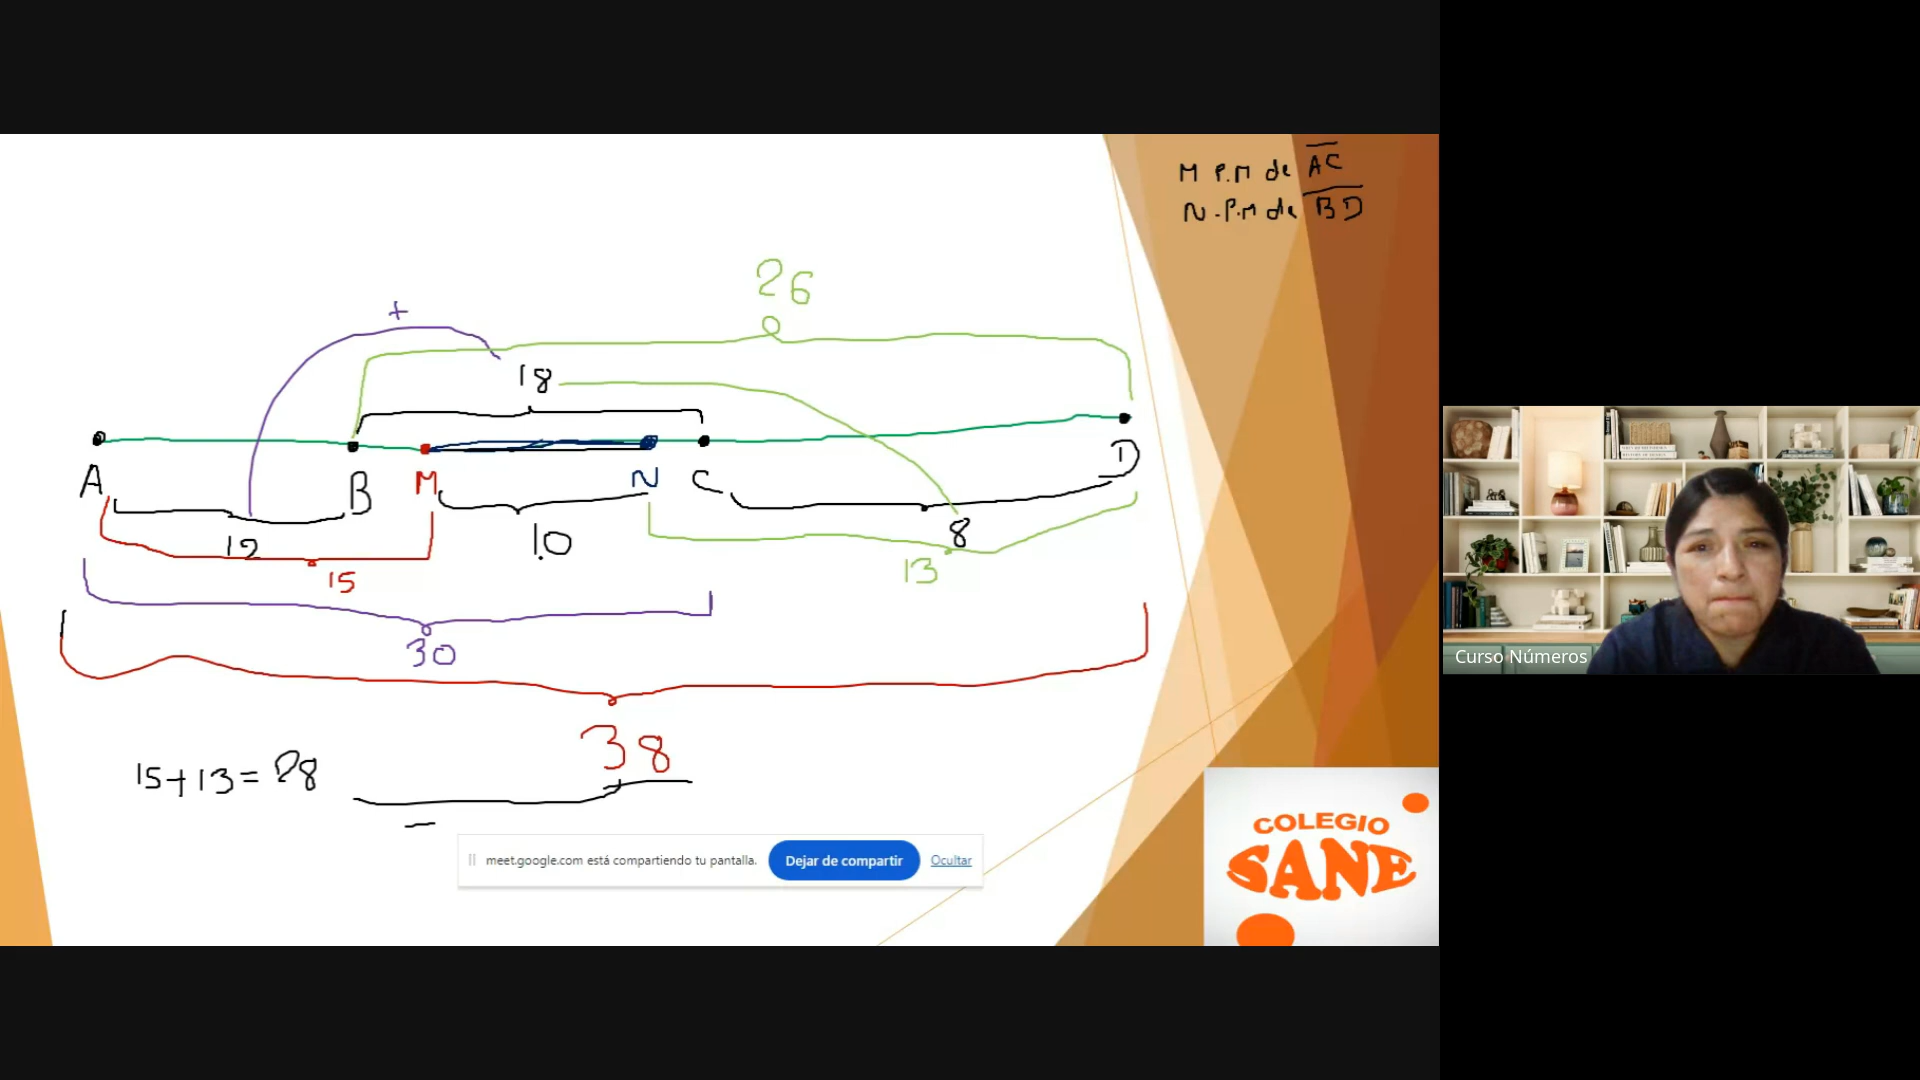 M P.M de AC
N.P.M de BD
26
+
18
A
B
M
N
C
D
12
10
8
15
13
30
38
15+13=28
meet.google.com está compartiendo tu pantalla.
Dejar de compartir
Ocultar
COLEGIO
SANE
Curso Números